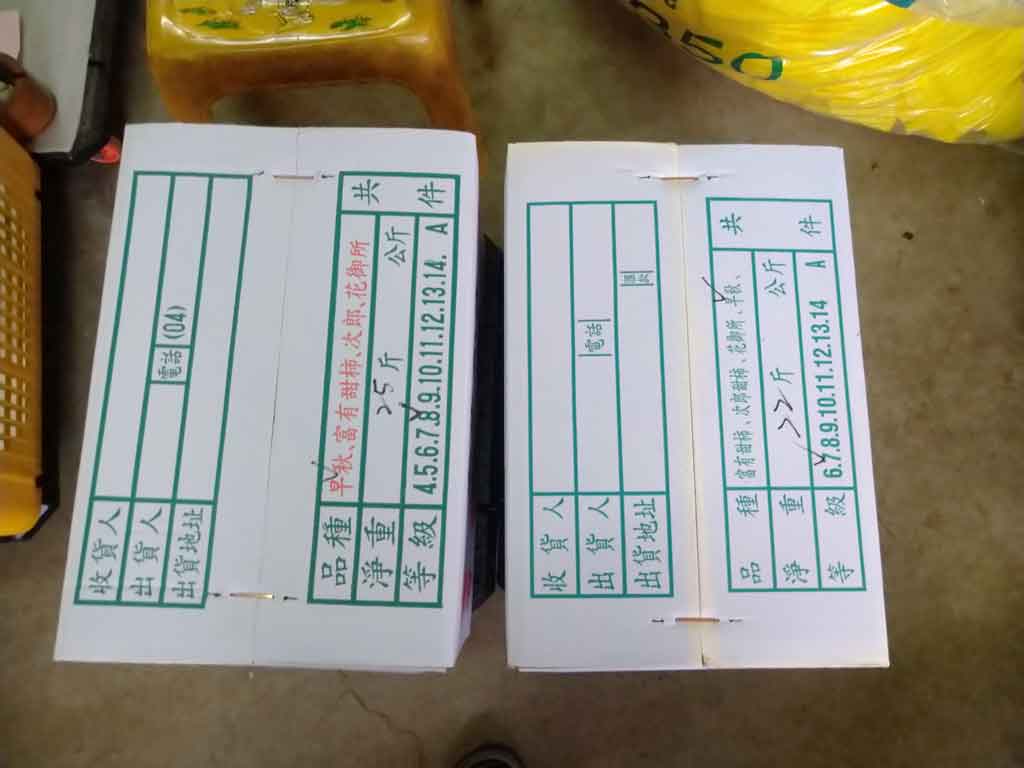 收貨人
出貨人 電話 (04)
出貨地址
品種 早秋、富有甜柿、次郎、花御所 共 件
淨重 25斤 公斤
等級 4.5.6.7.8.9.10.11.12.13.14. A
收貨人
出貨人 電話
出貨地址
品種 富有甜柿、次郎甜柿、花御所、早秋、 共 件
淨重 22斤 公斤
等級 6.7.8.9.10.11.12.13.14 A
250